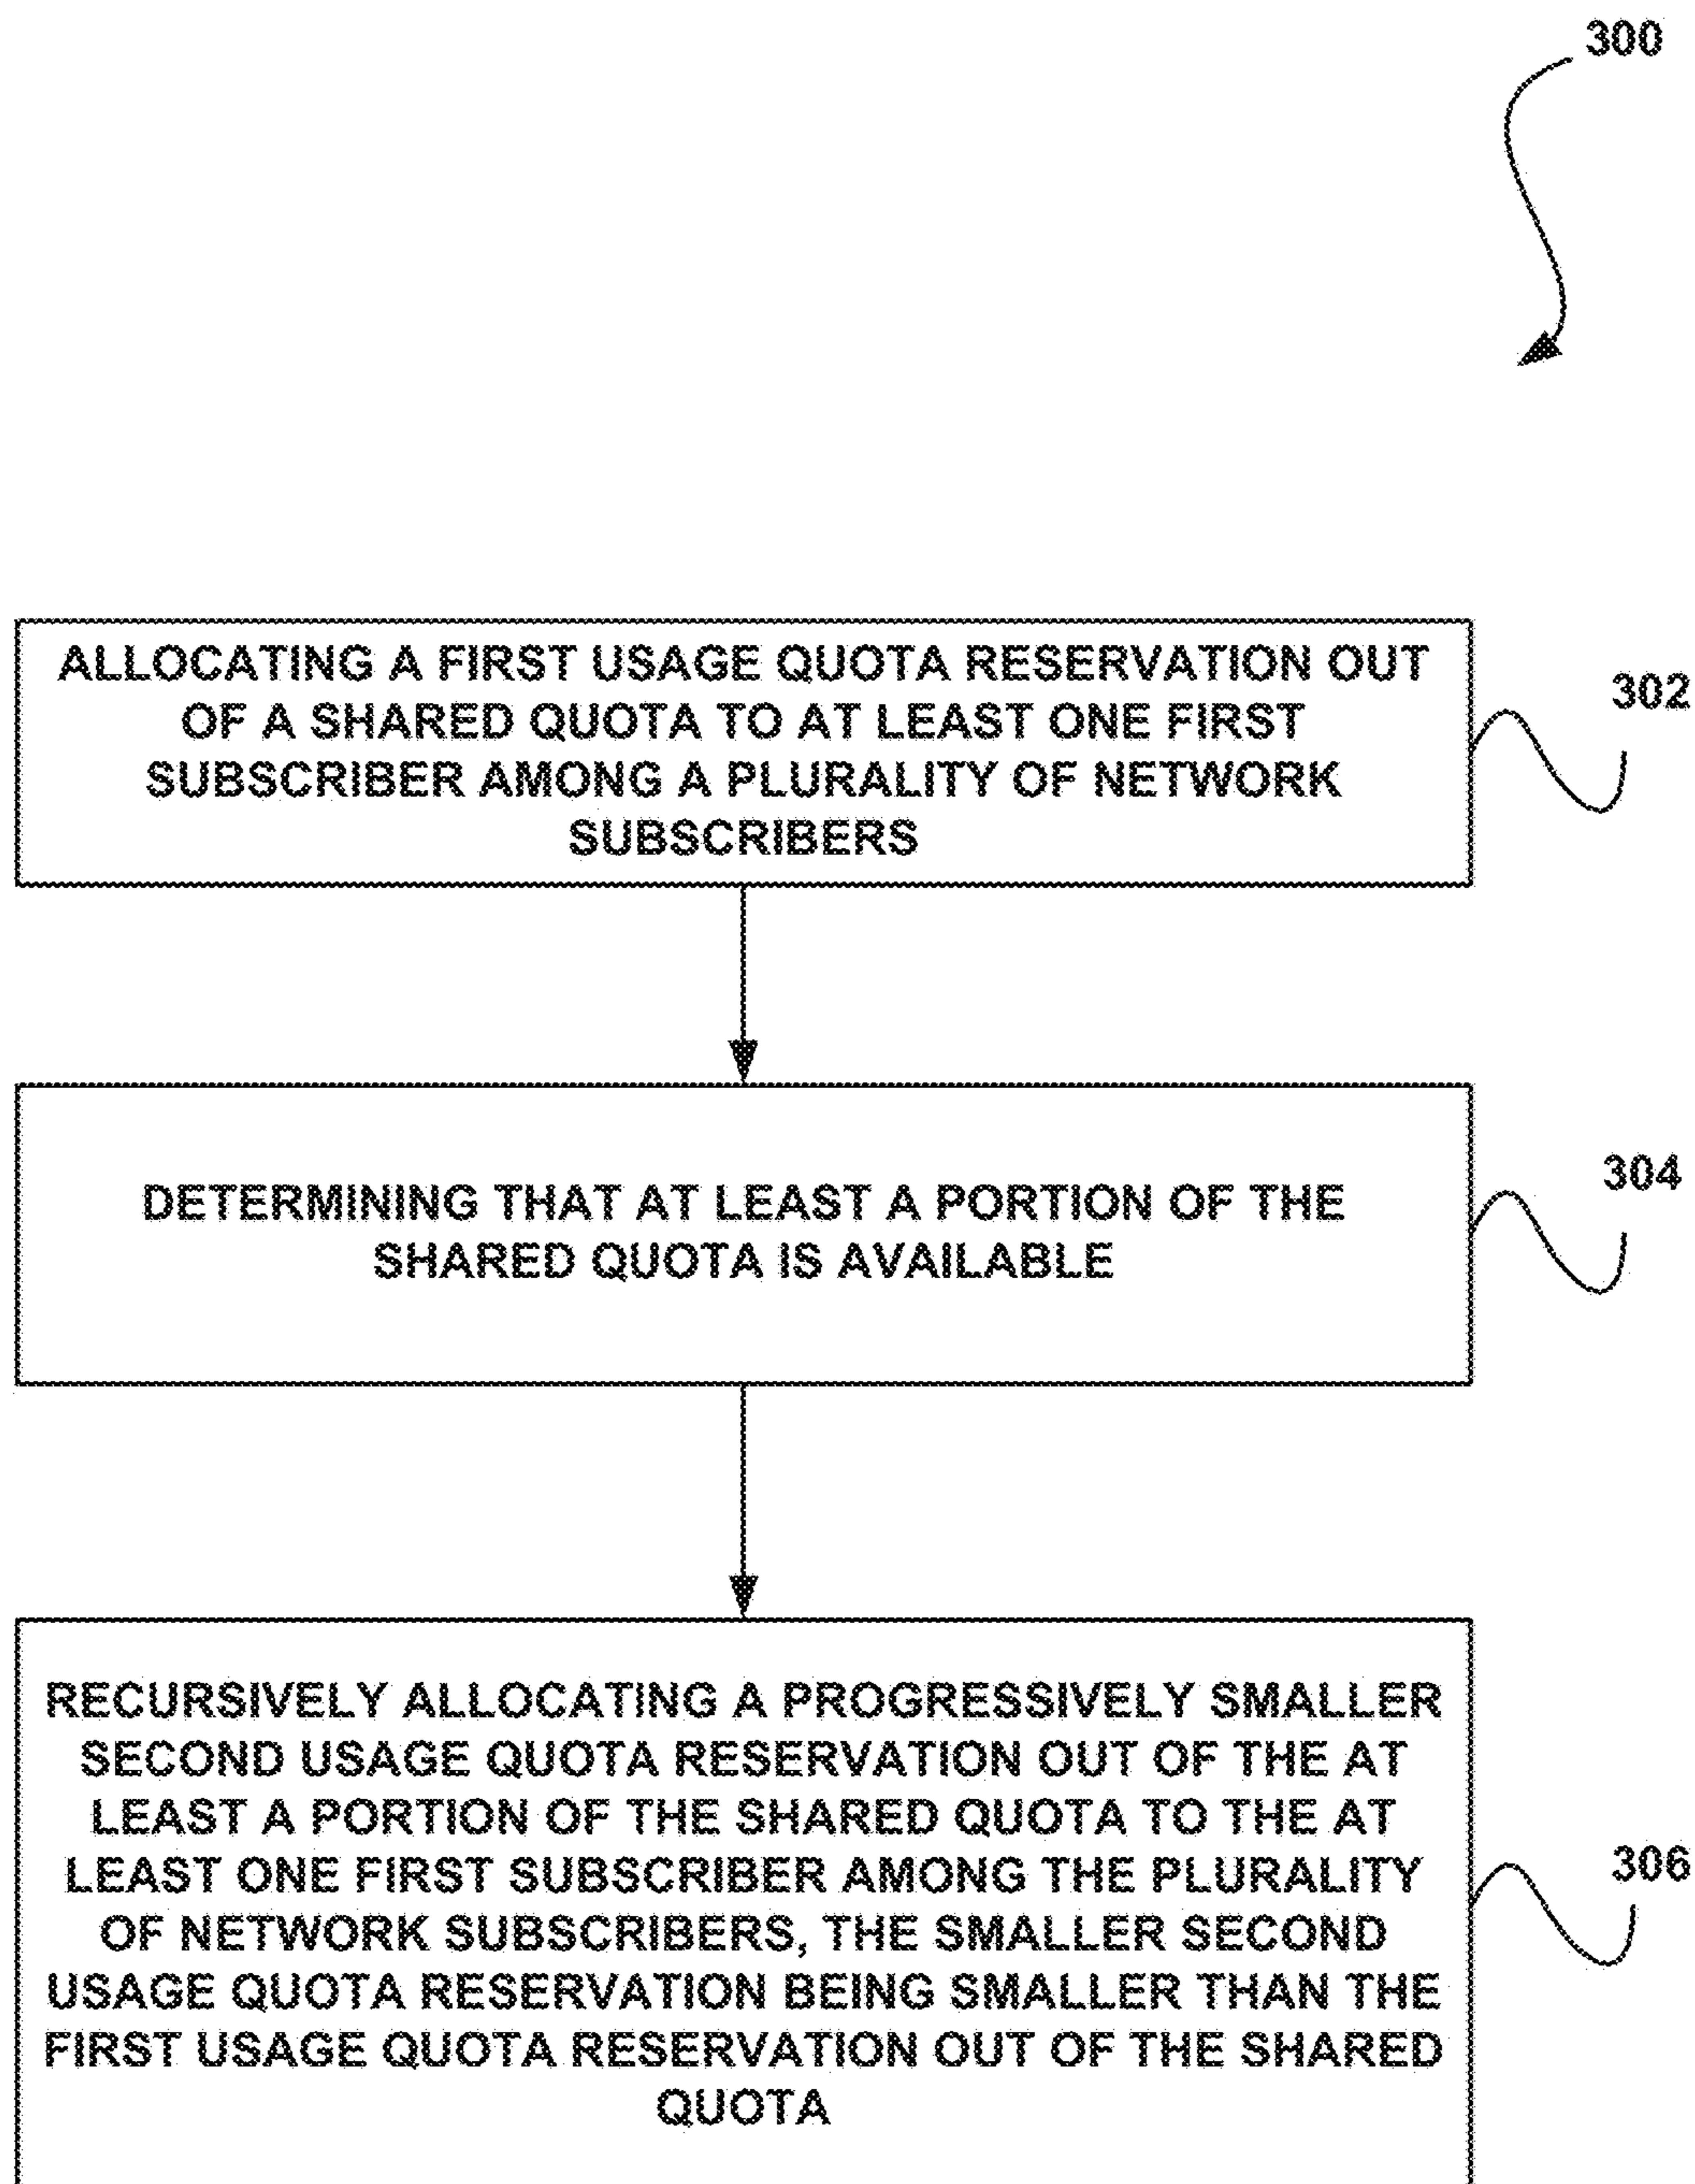 300
ALLOCATING A FIRST USAGE QUOTA RESERVATION OUT
OF A SHARED QUOTA TO AT LEAST ONE FIRST
SUBSCRIBER AMONG A PLURALITY OF NETWORK
SUBSCRIBERS
302
DETERMINING THAT AT LEAST A PORTION OF THE
SHARED QUOTA IS AVAILABLE
304
RECURSIVELY ALLOCATING A PROGRESSIVELY SMALLER
SECOND USAGE QUOTA RESERVATION OUT OF THE AT
LEAST A PORTION OF THE SHARED QUOTA TO THE AT
LEAST ONE FIRST SUBSCRIBER AMONG THE PLURALITY
OF NETWORK SUBSCRIBERS, THE SMALLER SECOND
USAGE QUOTA RESERVATION BEING SMALLER THAN THE
FIRST USAGE QUOTA RESERVATION OUT OF THE SHARED
QUOTA
306